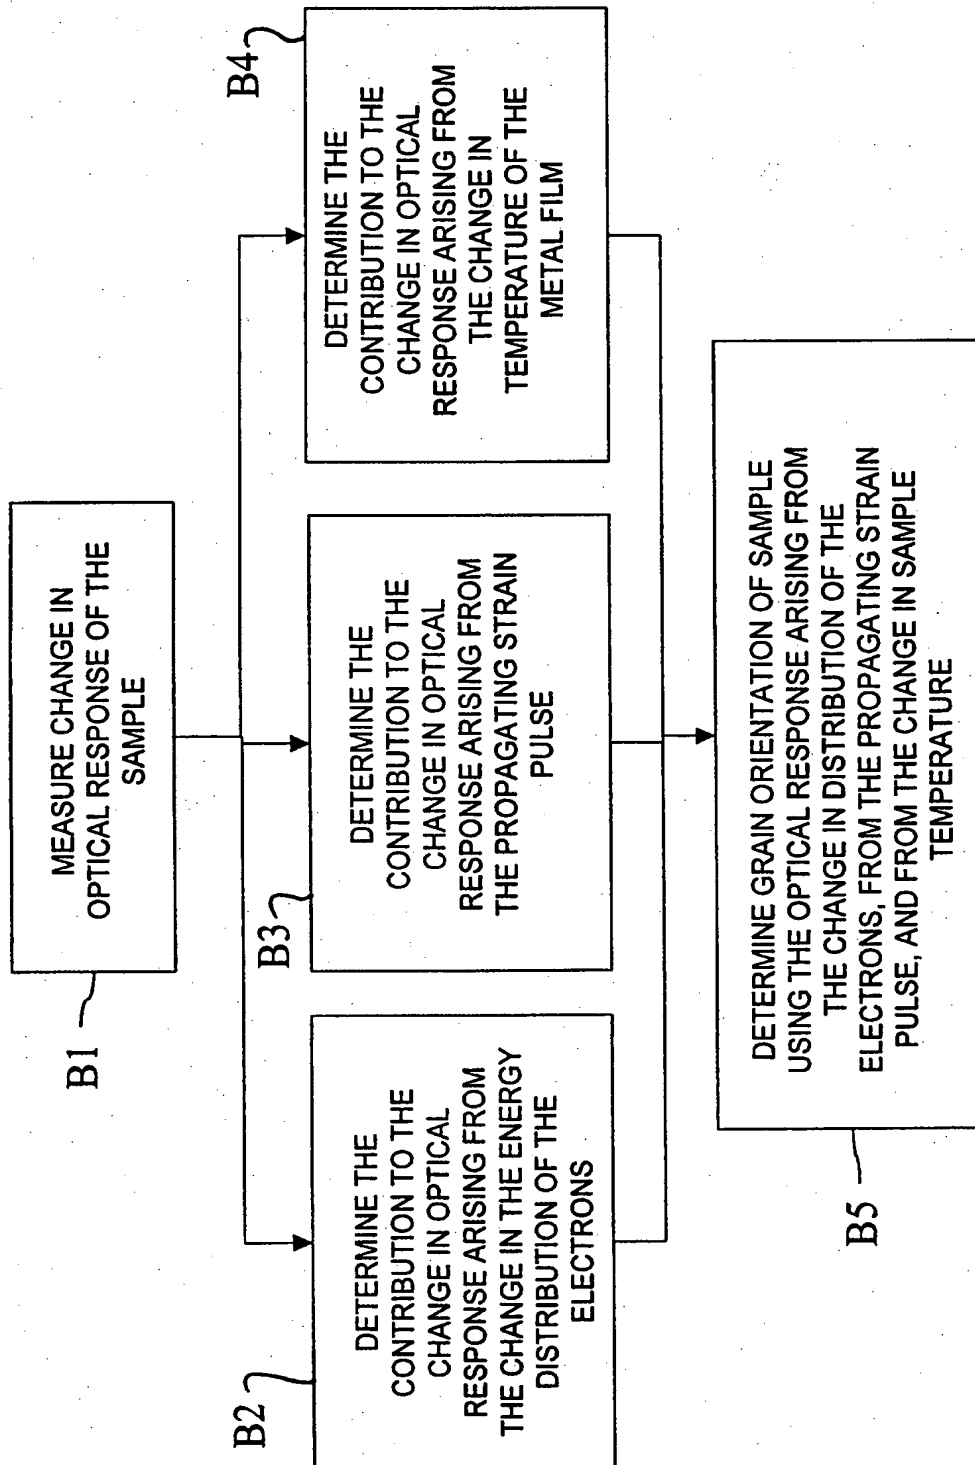 B1
MEASURE CHANGE IN
OPTICAL RESPONSE OF THE
SAMPLE
B2
DETERMINE THE
CONTRIBUTION TO THE
CHANGE IN OPTICAL
RESPONSE ARISING FROM
THE CHANGE IN THE ENERGY
DISTRIBUTION OF THE
ELECTRONS
B3
DETERMINE THE
CONTRIBUTION TO THE
CHANGE IN OPTICAL
RESPONSE ARISING FROM
THE PROPAGATING STRAIN
PULSE
B4
DETERMINE THE
CONTRIBUTION TO THE
CHANGE IN OPTICAL
RESPONSE ARISING FROM
THE CHANGE IN
TEMPERATURE OF THE
METAL FILM
B5
DETERMINE GRAIN ORIENTATION OF SAMPLE
USING THE OPTICAL RESPONSE ARISING FROM
THE CHANGE IN DISTRIBUTION OF THE
ELECTRONS, FROM THE PROPAGATING STRAIN
PULSE, AND FROM THE CHANGE IN SAMPLE
TEMPERATURE